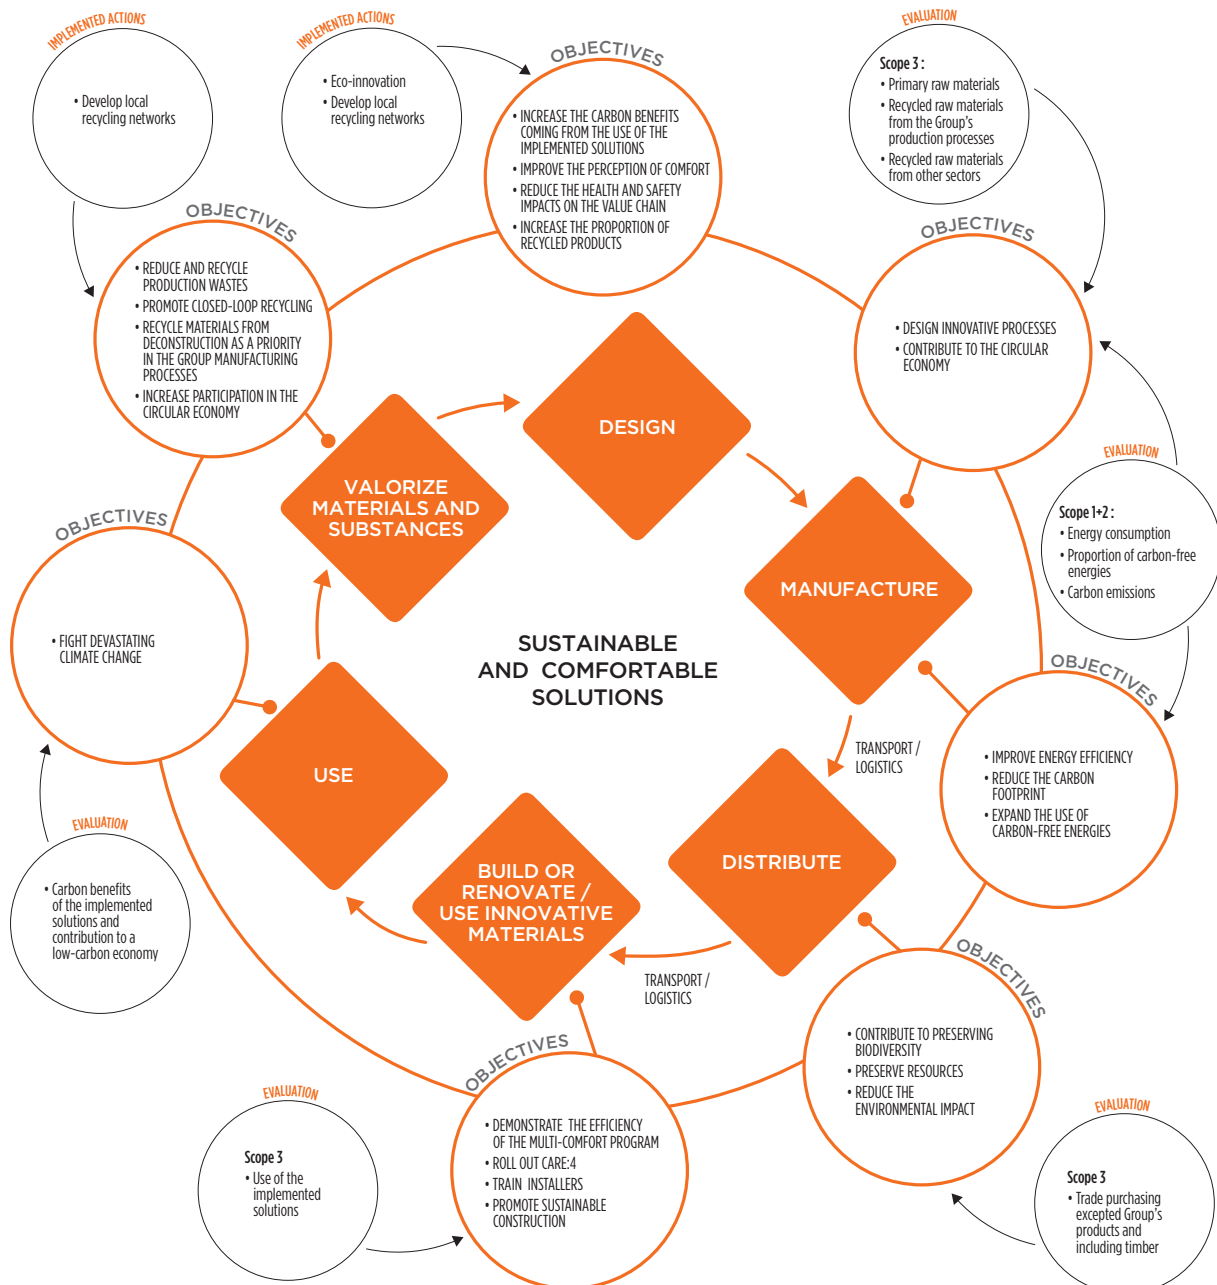 IMPLEMENTED ACTIONS
• Develop local
recycling networks
IMPLEMENTED ACTIONS
• Eco-innovation
• Develop local
recycling networks
OBJECTIVES
• INCREASE THE CARBON BENEFITS
COMING FROM THE USE OF THE
IMPLEMENTED SOLUTIONS
• IMPROVE THE PERCEPTION OF COMFORT
• REDUCE THE HEALTH AND SAFETY
IMPACTS ON THE VALUE CHAIN
• INCREASE THE PROPORTION OF
RECYCLED PRODUCTS
EVALUATION
Scope 3 :
• Primary raw materials
• Recycled raw materials
from the Group's
production processes
• Recycled raw materials
from other sectors
OBJECTIVES
• REDUCE AND RECYCLE
PRODUCTION WASTES
• PROMOTE CLOSED-LOOP RECYCLING
• RECYCLE MATERIALS FROM
DECONSTRUCTION AS A PRIORITY
IN THE GROUP MANUFACTURING
PROCESSES
• INCREASE PARTICIPATION IN THE
CIRCULAR ECONOMY
OBJECTIVES
• DESIGN INNOVATIVE PROCESSES
• CONTRIBUTE TO THE CIRCULAR
ECONOMY
DESIGN
VALORIZE
MATERIALS AND
SUBSTANCES
EVALUATION
Scope 1+2 :
• Energy consumption
• Proportion of carbon-free
energies
• Carbon emissions
OBJECTIVES
• FIGHT DEVASTATING
CLIMATE CHANGE
MANUFACTURE
SUSTAINABLE
AND COMFORTABLE
SOLUTIONS
OBJECTIVES
• IMPROVE ENERGY EFFICIENCY
• REDUCE THE CARBON
FOOTPRINT
• EXPAND THE USE OF
CARBON-FREE ENERGIES
TRANSPORT /
LOGISTICS
USE
EVALUATION
• Carbon benefits
of the implemented
solutions and
contribution to a
low-carbon economy
DISTRIBUTE
BUILD OR
RENOVATE /
USE INNOVATIVE
MATERIALS
TRANSPORT /
LOGISTICS
OBJECTIVES
• CONTRIBUTE TO PRESERVING
BIODIVERSITY
• PRESERVE RESOURCES
• REDUCE THE
ENVIRONMENTAL IMPACT
OBJECTIVES
• DEMONSTRATE THE EFFICIENCY
OF THE MULTI-COMFORT PROGRAM
• ROLL OUT CARE:4
• TRAIN INSTALLERS
• PROMOTE SUSTAINABLE
CONSTRUCTION
EVALUATION
Scope 3
• Use of the
implemented
solutions
EVALUATION
Scope 3
• Trade purchasing
excepted Group's
products and
including timber